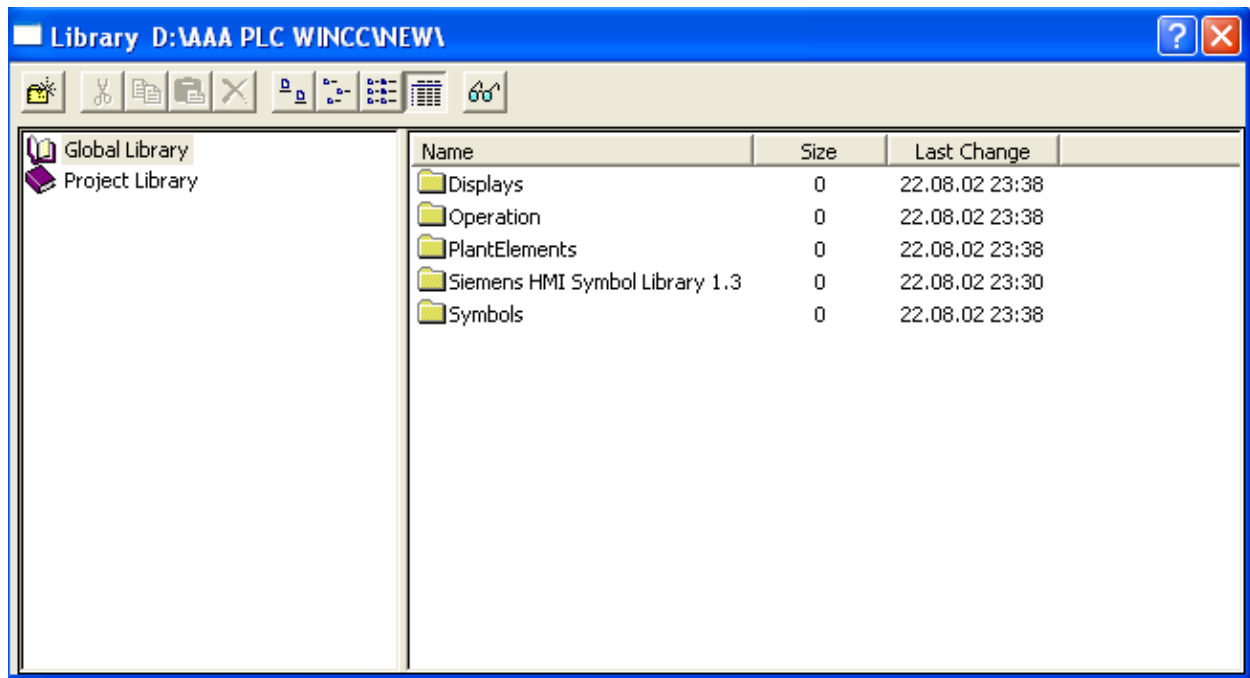 Library D:\AAA PLC WINCC\NEW\
Global Library
Project Library
Name Size Last Change
Displays 0 22.08.02 23:38
Operation 0 22.08.02 23:38
PlantElements 0 22.08.02 23:38
Siemens HMI Symbol Library 1.3 0 22.08.02 23:30
Symbols 0 22.08.02 23:38